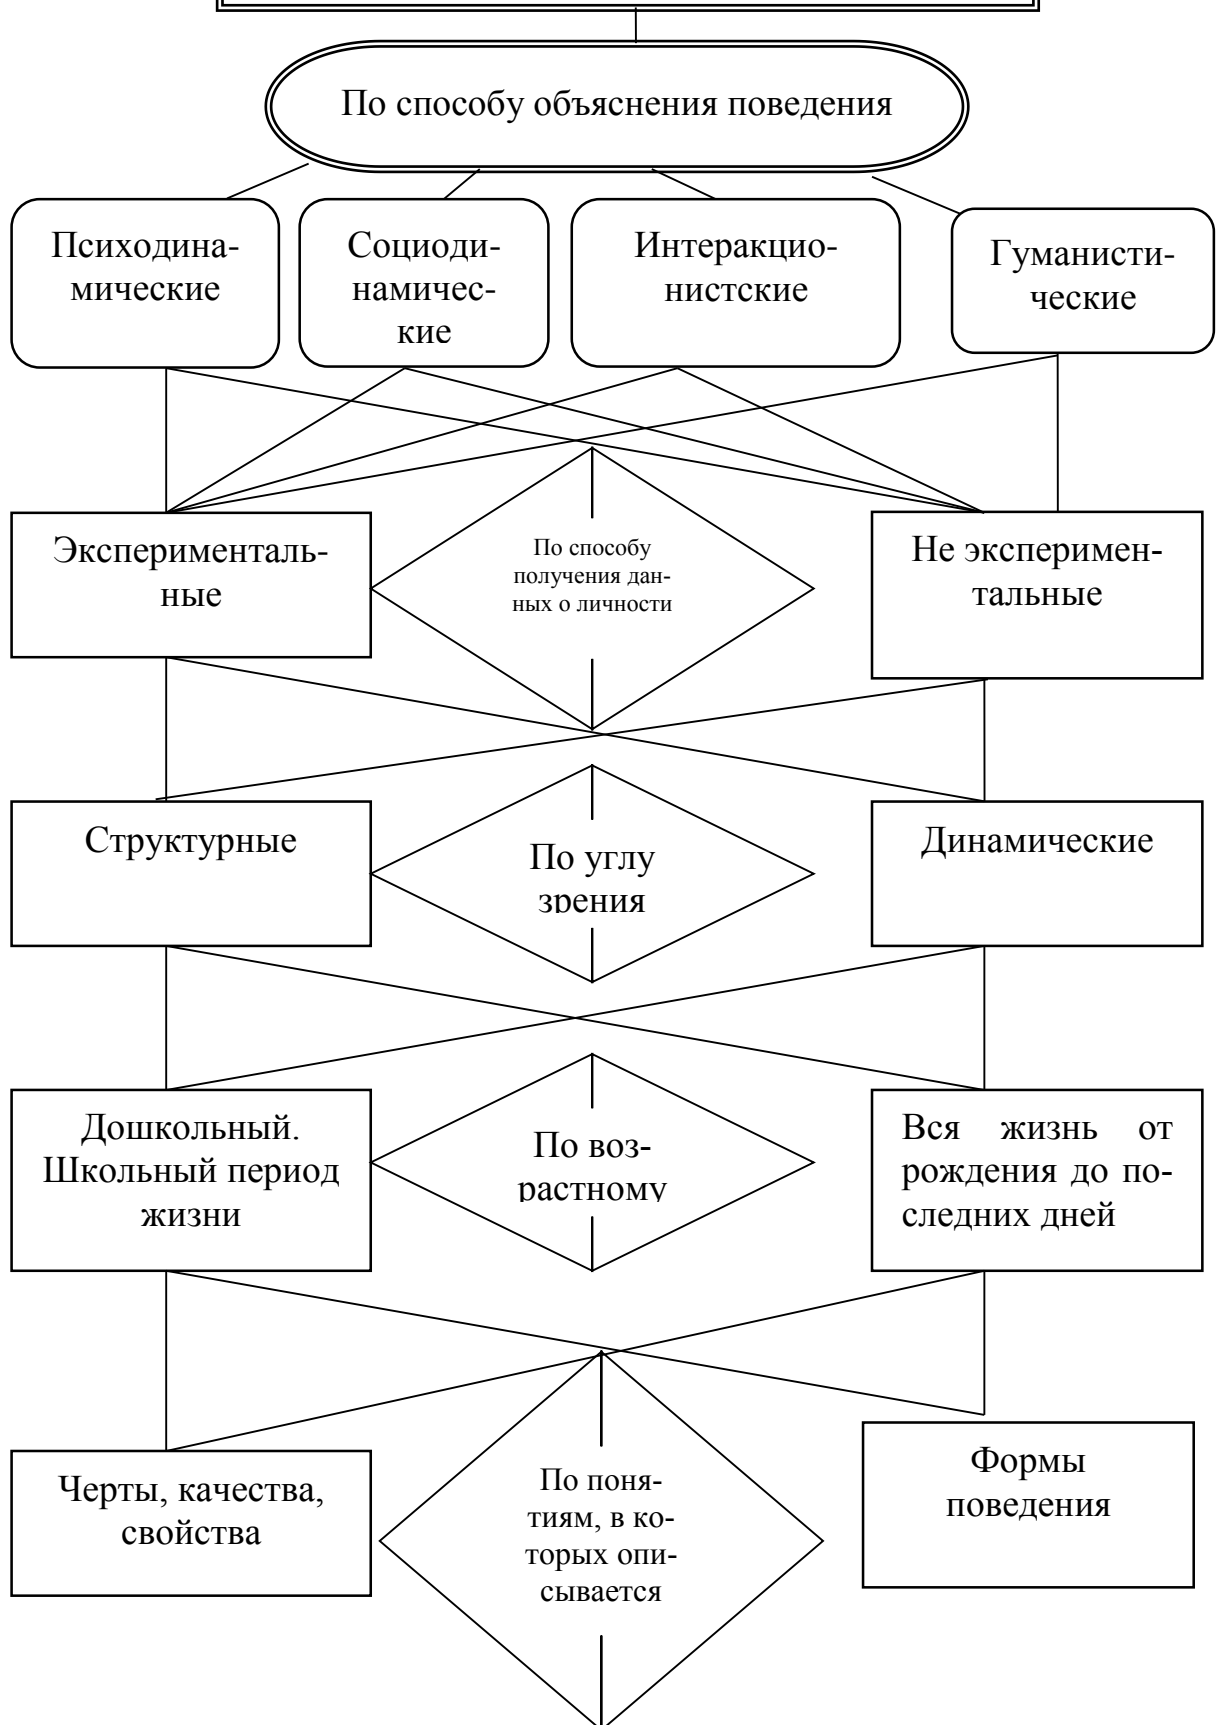 По способу объяснения поведения
Психодина-
мические
Социоди-
намичес-
кие
Интеракцио-
нистские
Гуманисти-
ческие
Эксперименталь-
ные
По способу
получения дан-
ных о личности
Не эксперимен-
тальные
Структурные
По углу
зрения
Динамические
Дошкольный.
Школьный период
жизни
По воз-
растному
Вся жизнь от
рождения до по-
следних дней
Черты, качества,
свойства
По поня-
тиям, в ко-
торых опи-
сывается
Формы
поведения